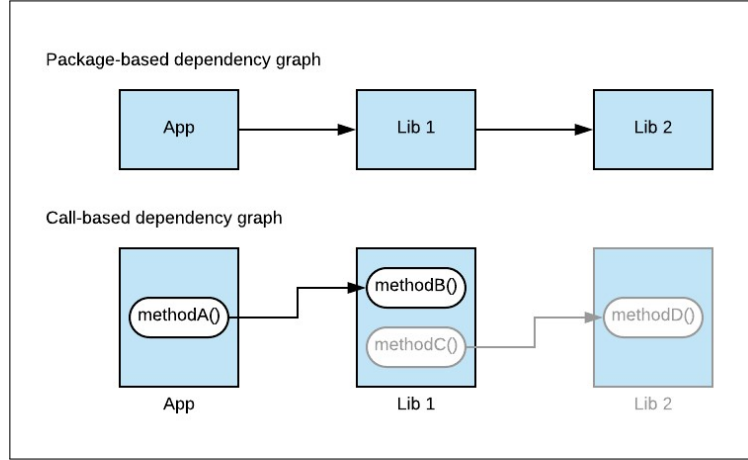 Package-based dependency graph
App
Lib 1
Lib 2
Call-based dependency graph
methodA()
methodB()
methodC()
methodD()
App
Lib 1
Lib 2